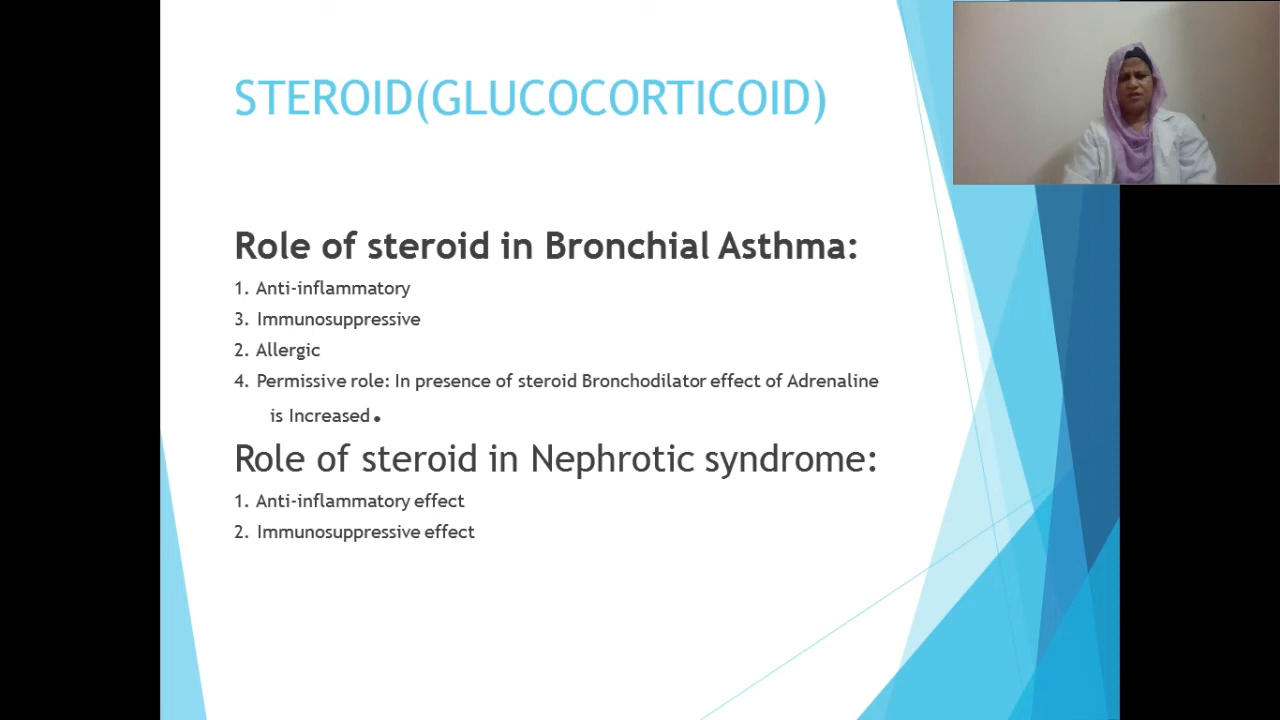 STEROID(GLUCOCORTICOID)
Role of steroid in Bronchial Asthma:
1. Anti-inflammatory
3. Immunosuppressive
2. Allergic
4. Permissive role: In presence of steroid Bronchodilator effect of Adrenaline
is Increased.
Role of steroid in Nephrotic syndrome:
1. Anti-inflammatory effect
2. Immunosuppressive effect